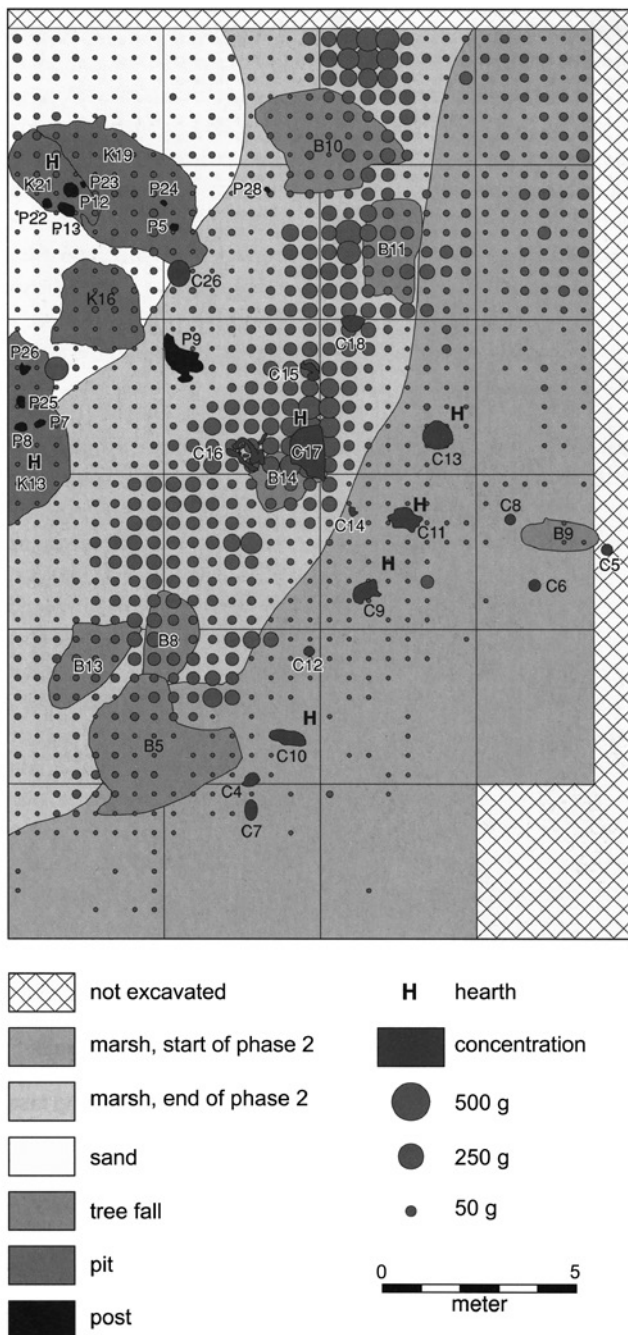 B10
H
K19
K21
P23
P24
P28
P12
P22
P13
P5
B11
C26
K16
C18
P9
P26
C15
P25
H
H
P7
P8
C16
C17
C13
H
K13
B14
H
C14
C11
C8
B9
C5
H
C6
C9
B8
B13
C12
H
B5
C10
C4
C7
not excavated
marsh, start of phase 2
marsh, end of phase 2
sand
tree fall
pit
post
H hearth
concentration
500 g
250 g
50 g
0 5
meter